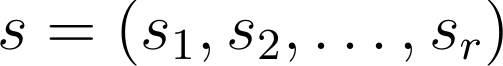 s = (s₁, s₂, . . . , sᵣ)